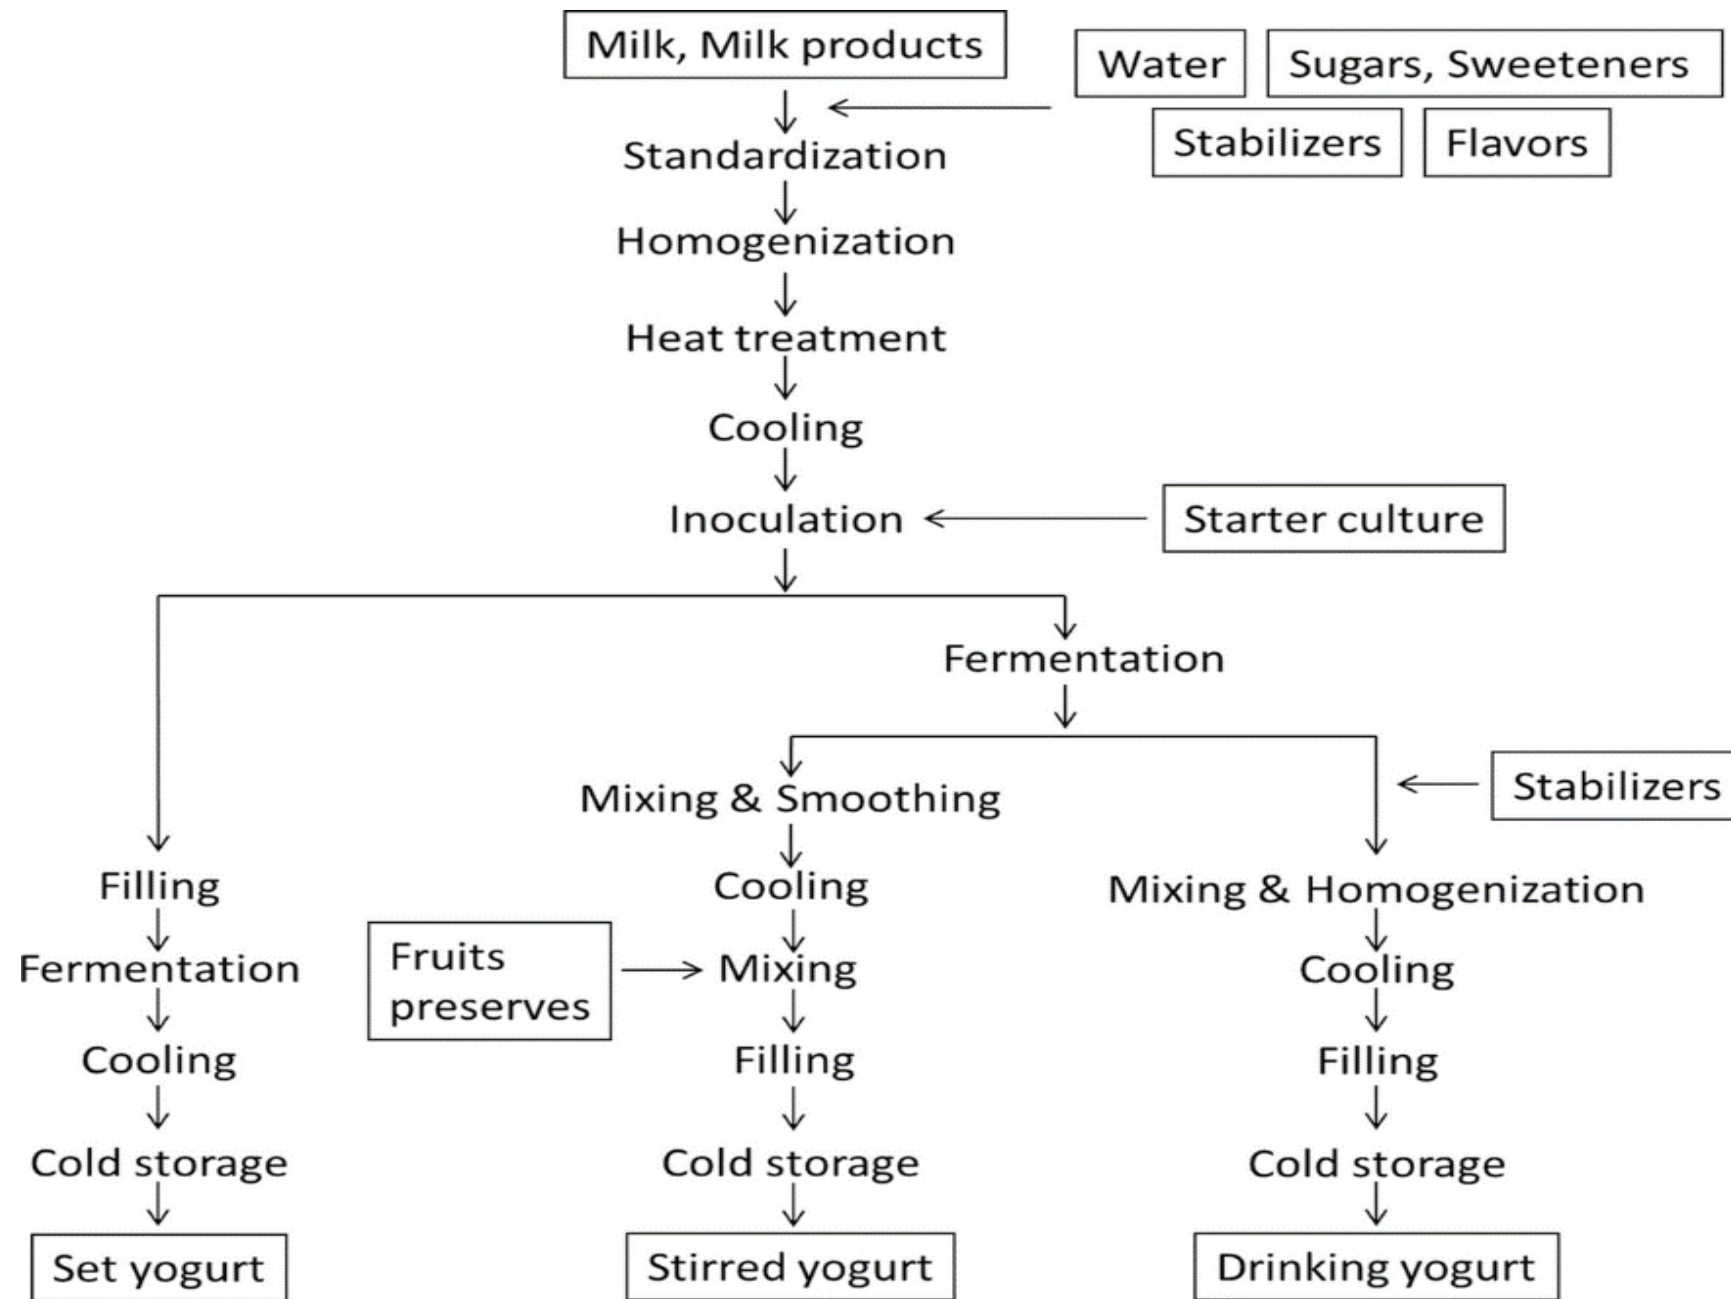 Milk, Milk products
Water
Sugars, Sweeteners
Stabilizers
Flavors
Standardization
Homogenization
Heat treatment
Cooling
Inoculation
Starter culture
Fermentation
Stabilizers
Filling
Fermentation
Cooling
Cold storage
Set yogurt
Mixing & Smoothing
Cooling
Fruits
preserves
Mixing
Filling
Cold storage
Stirred yogurt
Mixing & Homogenization
Cooling
Filling
Cold storage
Drinking yogurt